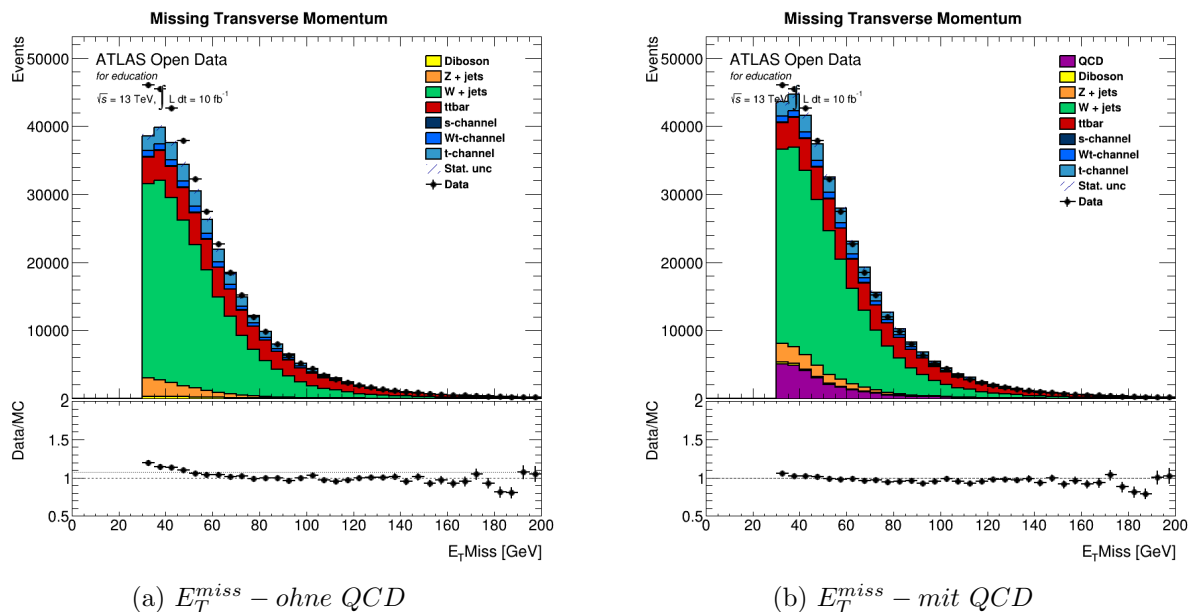 Missing Transverse Momentum
Events
50000
40000
30000
20000
10000
ATLAS Open Data
for education
√s = 13 TeV, ∫ L dt = 10 fb⁻¹
Diboson
Z + jets
W + jets
ttbar
s-channel
Wt-channel
t-channel
Stat. unc
Data
Data/MC
2
1.5
1
0.5
0 20 40 60 80 100 120 140 160 180 200
E_TMiss [GeV]
(a) E_T^{miss} – ohne QCD
Missing Transverse Momentum
Events
50000
40000
30000
20000
10000
ATLAS Open Data
for education
√s = 13 TeV, ∫ L dt = 10 fb⁻¹
QCD
Diboson
Z + jets
W + jets
ttbar
s-channel
Wt-channel
t-channel
Stat. unc
Data
Data/MC
2
1.5
1
0.5
0 20 40 60 80 100 120 140 160 180 200
E_TMiss [GeV]
(b) E_T^{miss} – mit QCD